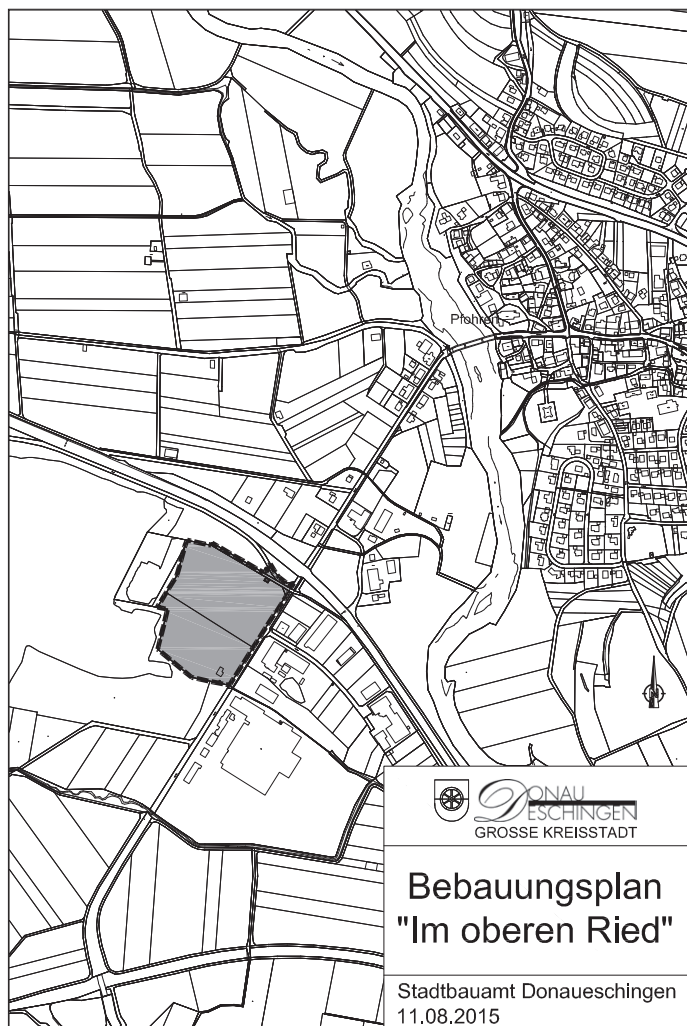 Pfohren
N
DONAU
ESCHINGEN
GROSSE KREISSTADT
Bebauungsplan
"Im oberen Ried"
Stadtbauamt Donaueschingen
11.08.2015